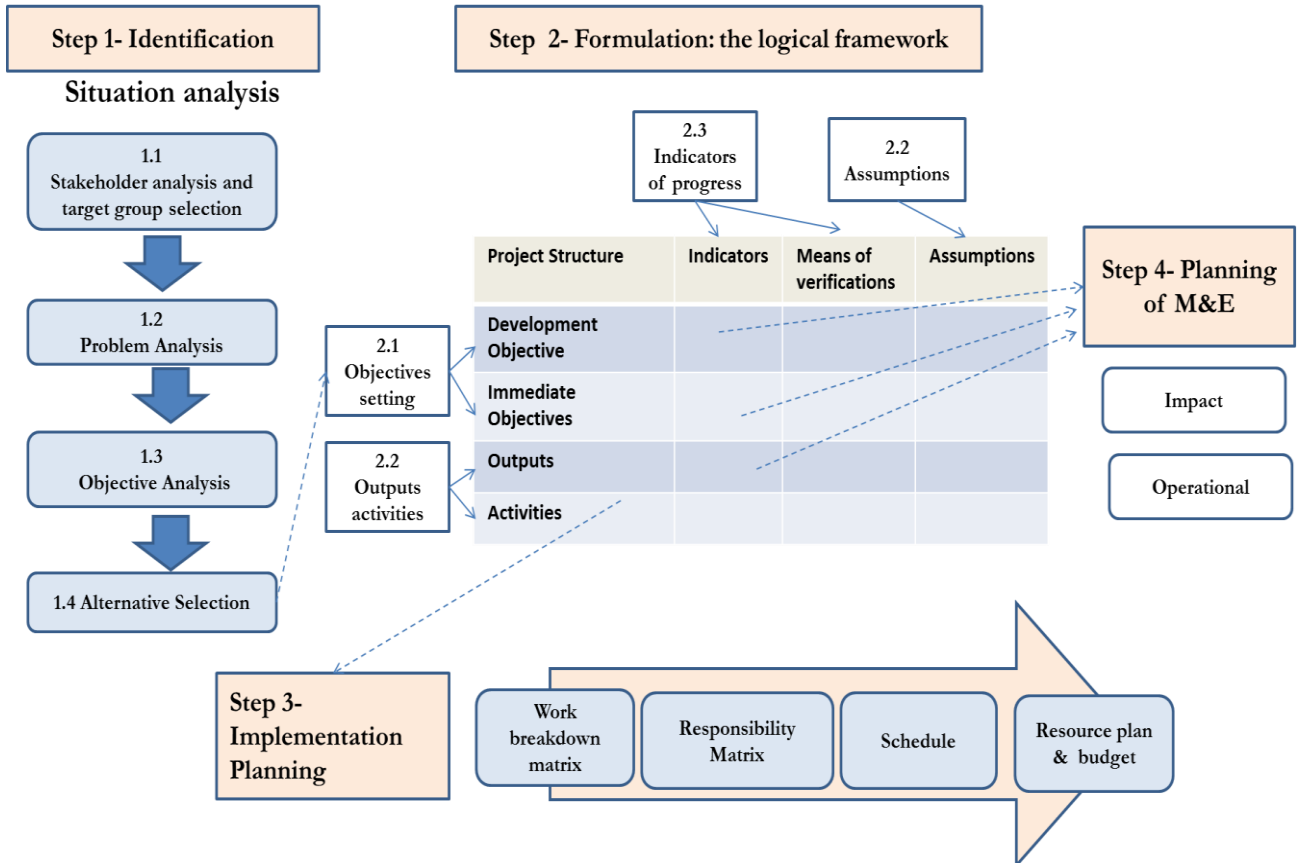 Step 1- Identification
Step 2- Formulation: the logical framework
Situation analysis
1.1
Stakeholder analysis and
target group selection
1.2
Problem Analysis
1.3
Objective Analysis
1.4 Alternative Selection
2.3
Indicators
of progress
2.2
Assumptions
2.1
Objectives
setting
2.2
Outputs
activities
Project Structure
Indicators
Means of
verifications
Assumptions
Development
Objective
Immediate
Objectives
Outputs
Activities
Step 4- Planning
of M&E
Impact
Operational
Step 3-
Implementation
Planning
Work
breakdown
matrix
Responsibility
Matrix
Schedule
Resource plan
& budget